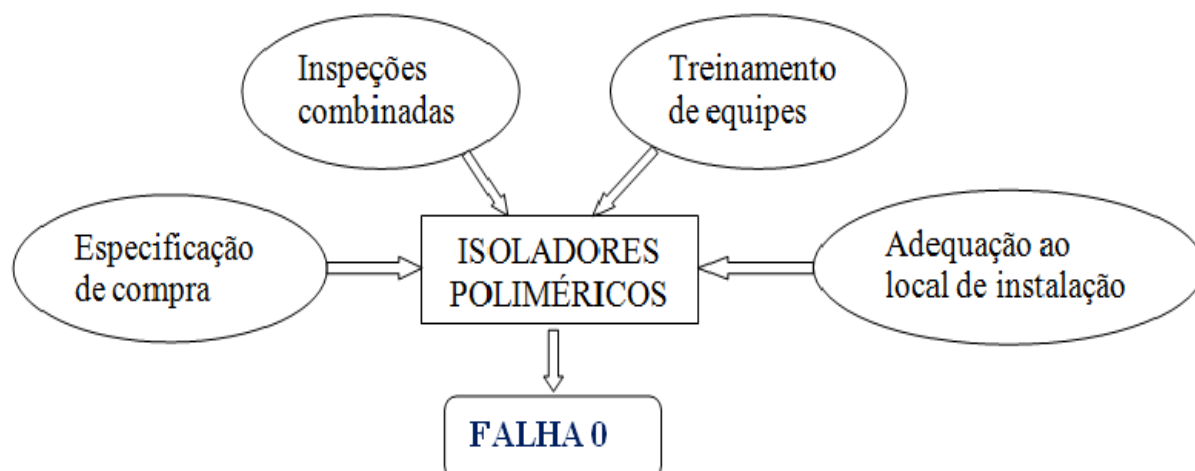 Inspeções
combinadas
Treinamento
de equipes
Especificação
de compra
ISOLADORES
POLIMÉRICOS
Adequação ao
local de instalação
FALHA 0